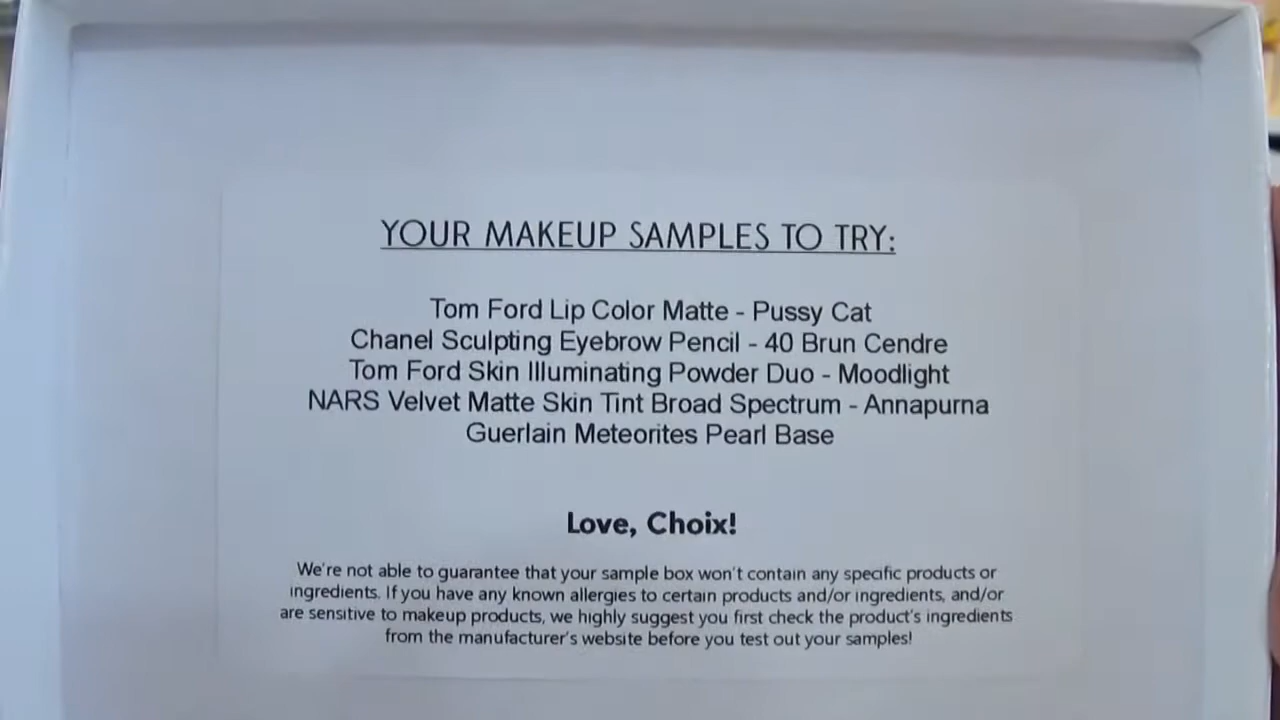 YOUR MAKEUP SAMPLES TO TRY:
Tom Ford Lip Color Matte - Pussy Cat
Chanel Sculpting Eyebrow Pencil - 40 Brun Cendre
Tom Ford Skin Illuminating Powder Duo - Moodlight
NARS Velvet Matte Skin Tint Broad Spectrum - Annapurna
Guerlain Meteorites Pearl Base
Love, Choix!
We're not able to guarantee that your sample box won't contain any specific products or
ingredients. If you have any known allergies to certain products and/or ingredients, and/or
are sensitive to makeup products, we highly suggest you first check the product's ingredients
from the manufacturer's website before you test out your samples!